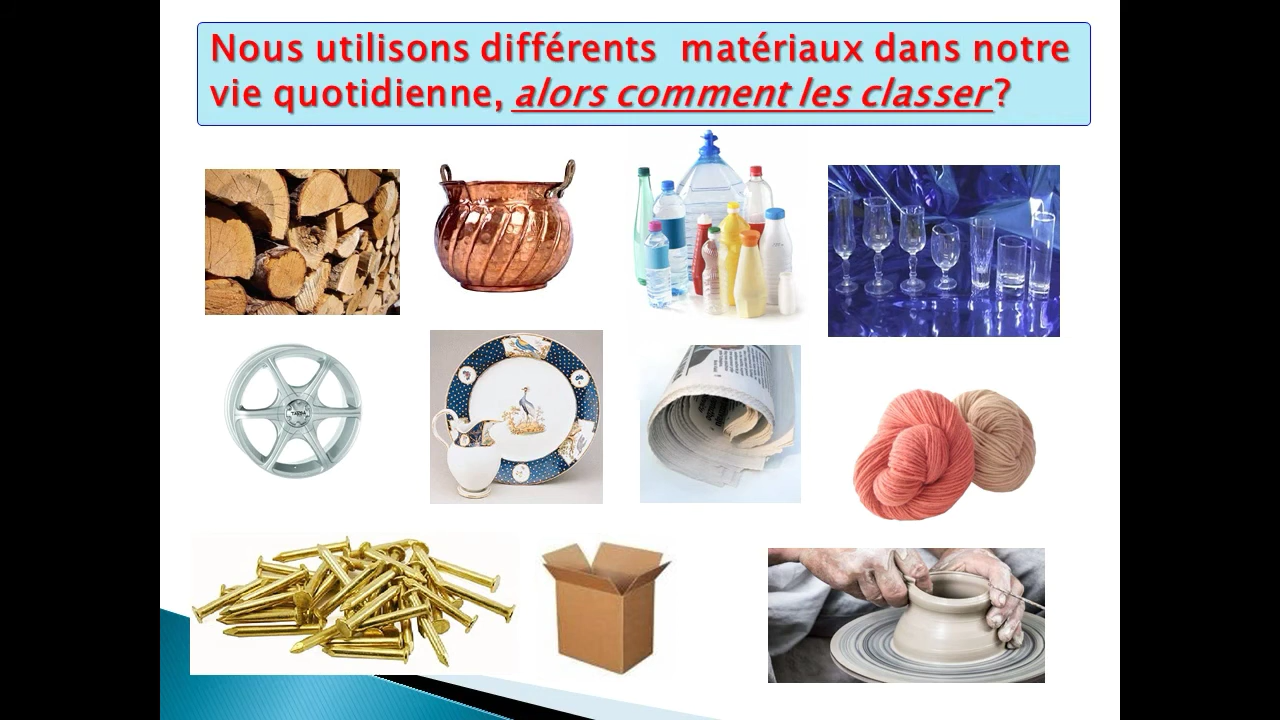 Nous utilisons différents matériaux dans notre
vie quotidienne, alors comment les classer ?